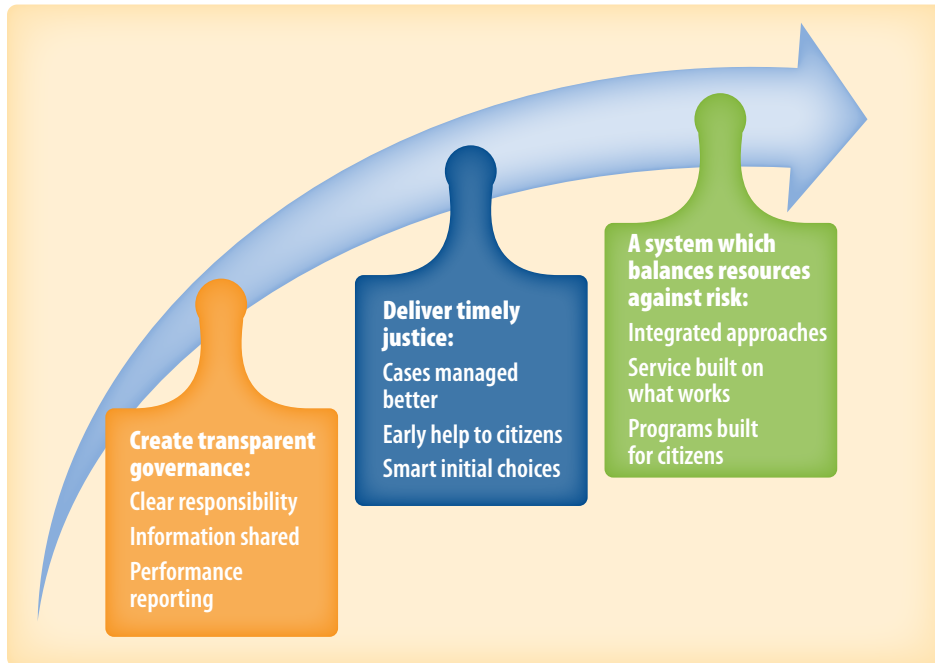 Create transparent
governance:
Clear responsibility
Information shared
Performance
reporting
Deliver timely
justice:
Cases managed
better
Early help to citizens
Smart initial choices
A system which
balances resources
against risk:
Integrated approaches
Service built on
what works
Programs built
for citizens